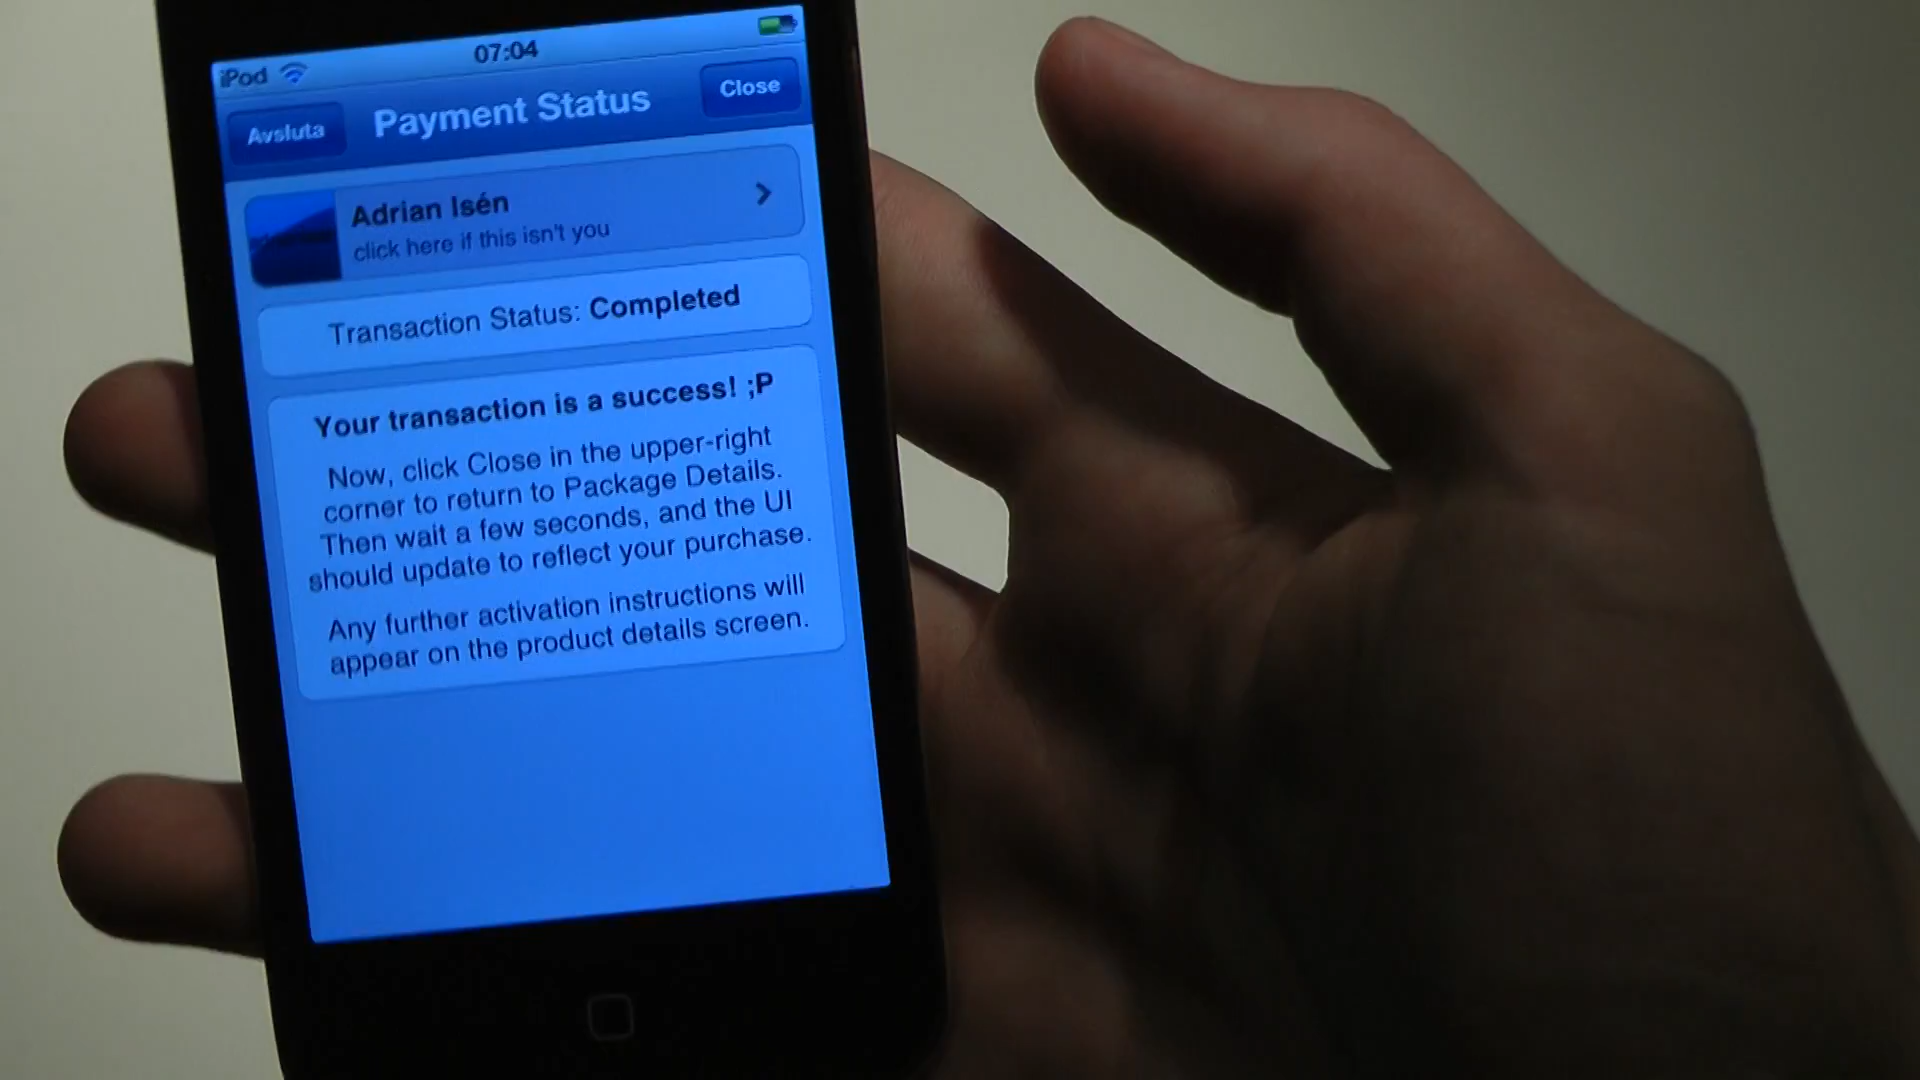 iPod 07:04
Avsluta Payment Status Close
Adrian Isén
click here if this isn't you
Transaction Status: Completed
Your transaction is a success! ;P
Now, click Close in the upper-right
corner to return to Package Details.
Then wait a few seconds, and the UI
should update to reflect your purchase.
Any further activation instructions will
appear on the product details screen.